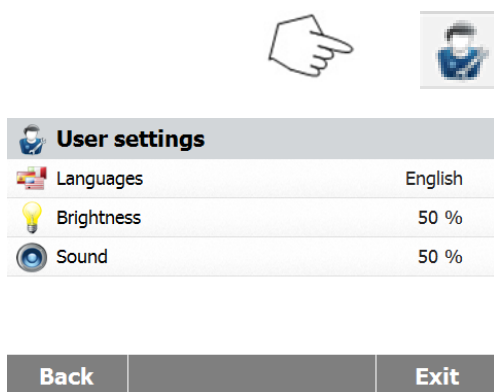 User settings
Languages English
Brightness 50 %
Sound 50 %
Back Exit